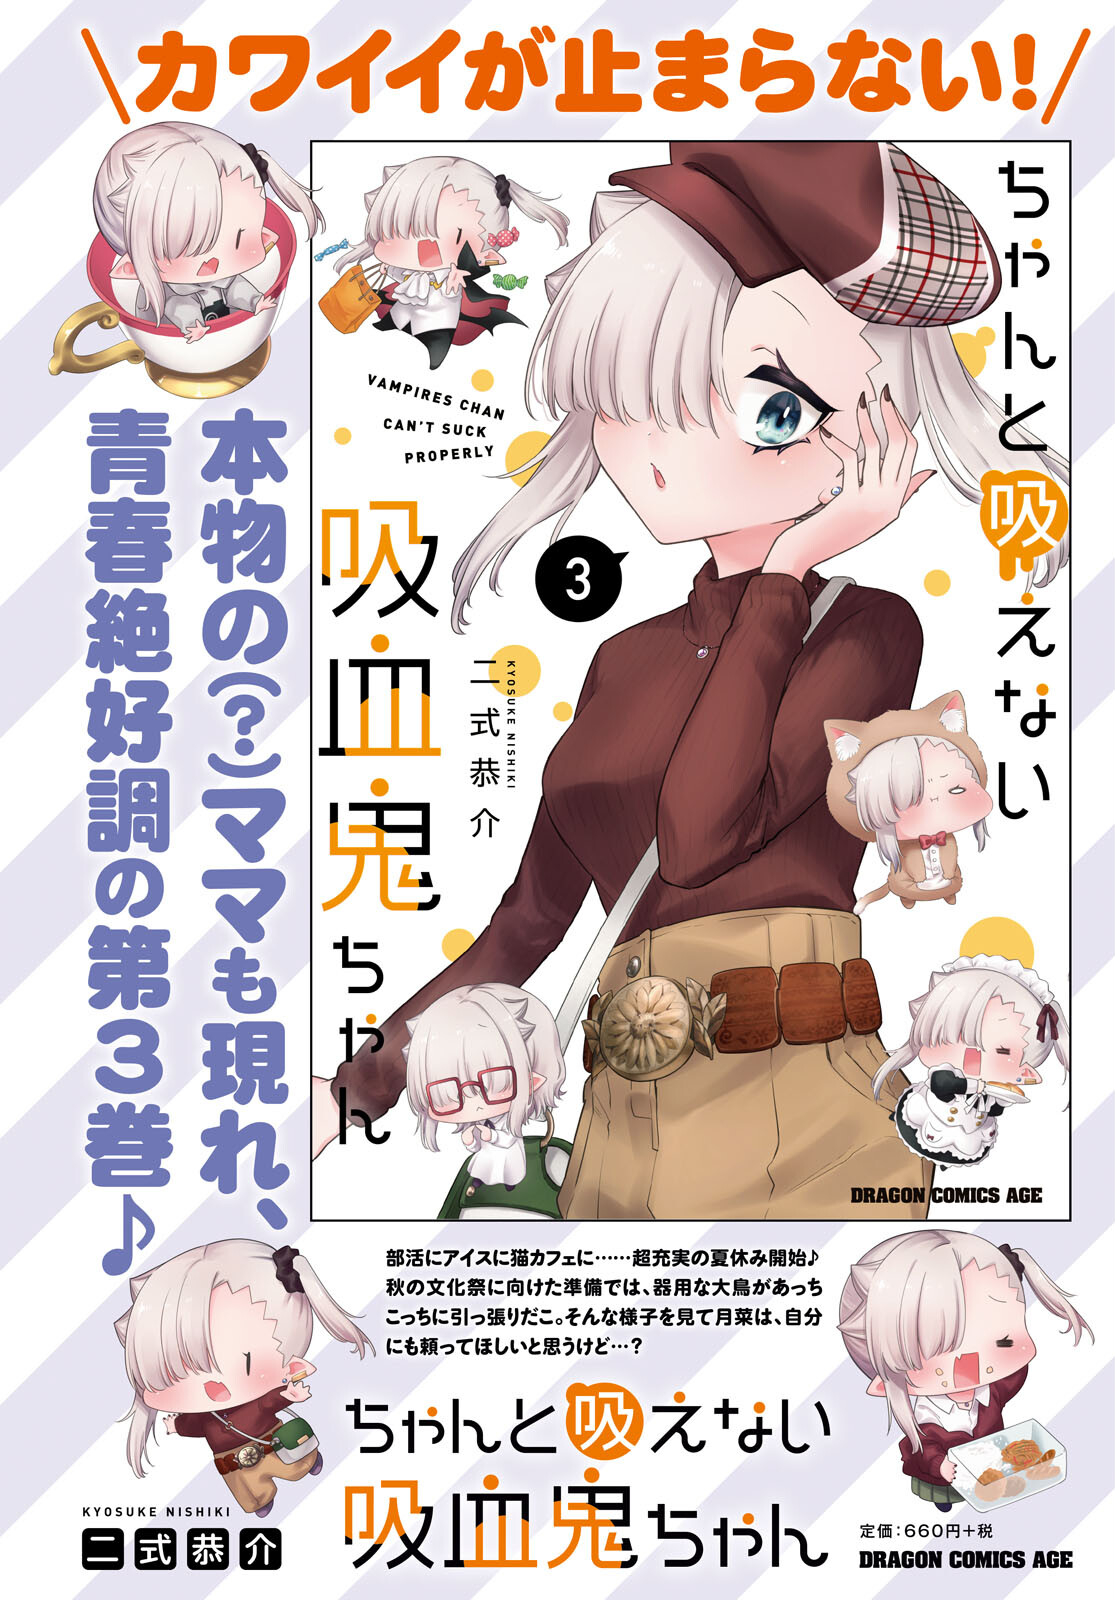 カワイイが止まらない!
本物の(?)ママも現れ、
青春絶好調の第3巻♪
ちゃんと吸えない
吸血鬼ちゃん
VAMPIRES CHAN
CAN'T SUCK
PROPERLY
3
二式恭介
KYOSUKE NISHIKI
DRAGON COMICS AGE
部活にアイスに猫カフェに……超充実の夏休み開始♪
秋の文化祭に向けた準備では、器用な大鳥があっち
こっちに引っ張りだこ。そんな様子を見て月菜は、自分
にも頼ってほしいと思うけど…?
ちゃんと吸えない
吸血鬼ちゃん
KYOSUKE NISHIKI
二式恭介
定価:660円+税
DRAGON COMICS AGE